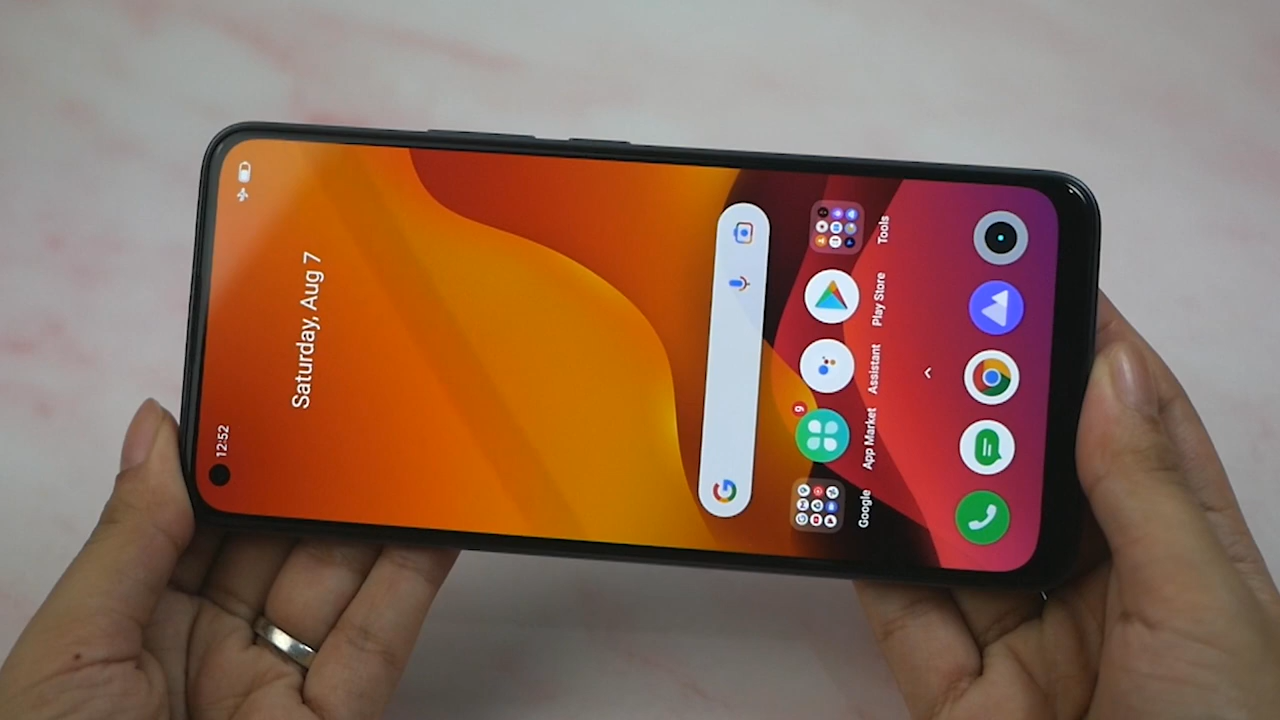 12:52
Saturday, Aug 7
G
Google
App Market
9
Assistant
Play Store
Tools